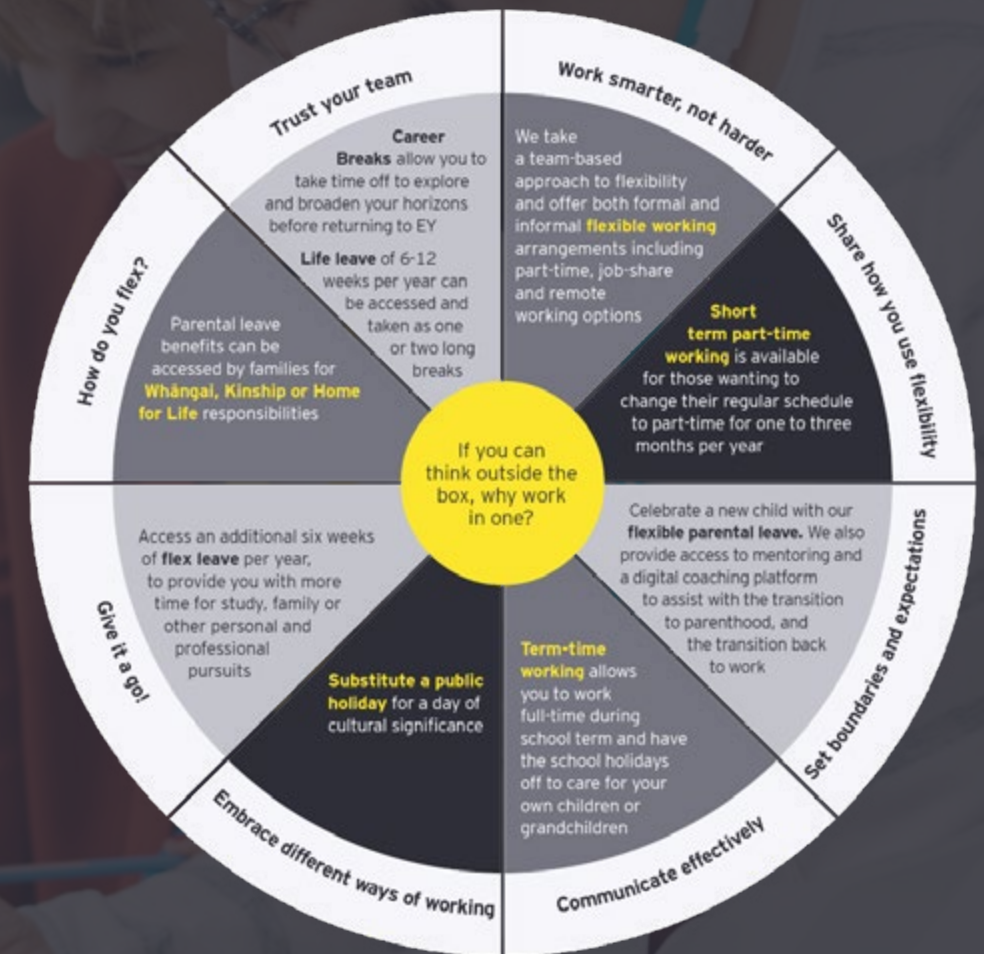 Trust your team
Career
Breaks allow you to
take time off to explore
and broaden your horizons
before returning to EY
Life leave of 6-12
weeks per year can
be accessed and
taken as one
or two long
breaks
Work smarter, not harder
We take
a team-based
approach to flexibility
and offer both formal and
informal flexible working
arrangements including
part-time, job-share
and remote
working options
Share how you use flexibility
Short
term part-time
working is available
for those wanting to
change their regular schedule
to part-time for one to three
months per year
Set boundaries and expectations
Celebrate a new child with our
flexible parental leave. We also
provide access to mentoring and
a digital coaching platform
to assist with the transition
to parenthood, and
the transition back
to work
Communicate effectively
Term-time
working allows
you to work
full-time during
school term and have
the school holidays
off to care for your
own children or
grandchildren
Embrace different ways of working
Substitute a public
holiday for a day of
cultural significance
Give it a go!
Access an additional six weeks
of flex leave per year,
to provide you with more
time for study, family or
other personal and
professional
pursuits
How do you flex?
Parental leave
benefits can be
accessed by families for
Whāngai, Kinship or Home
for Life responsibilities
If you can
think outside the
box, why work
in one?